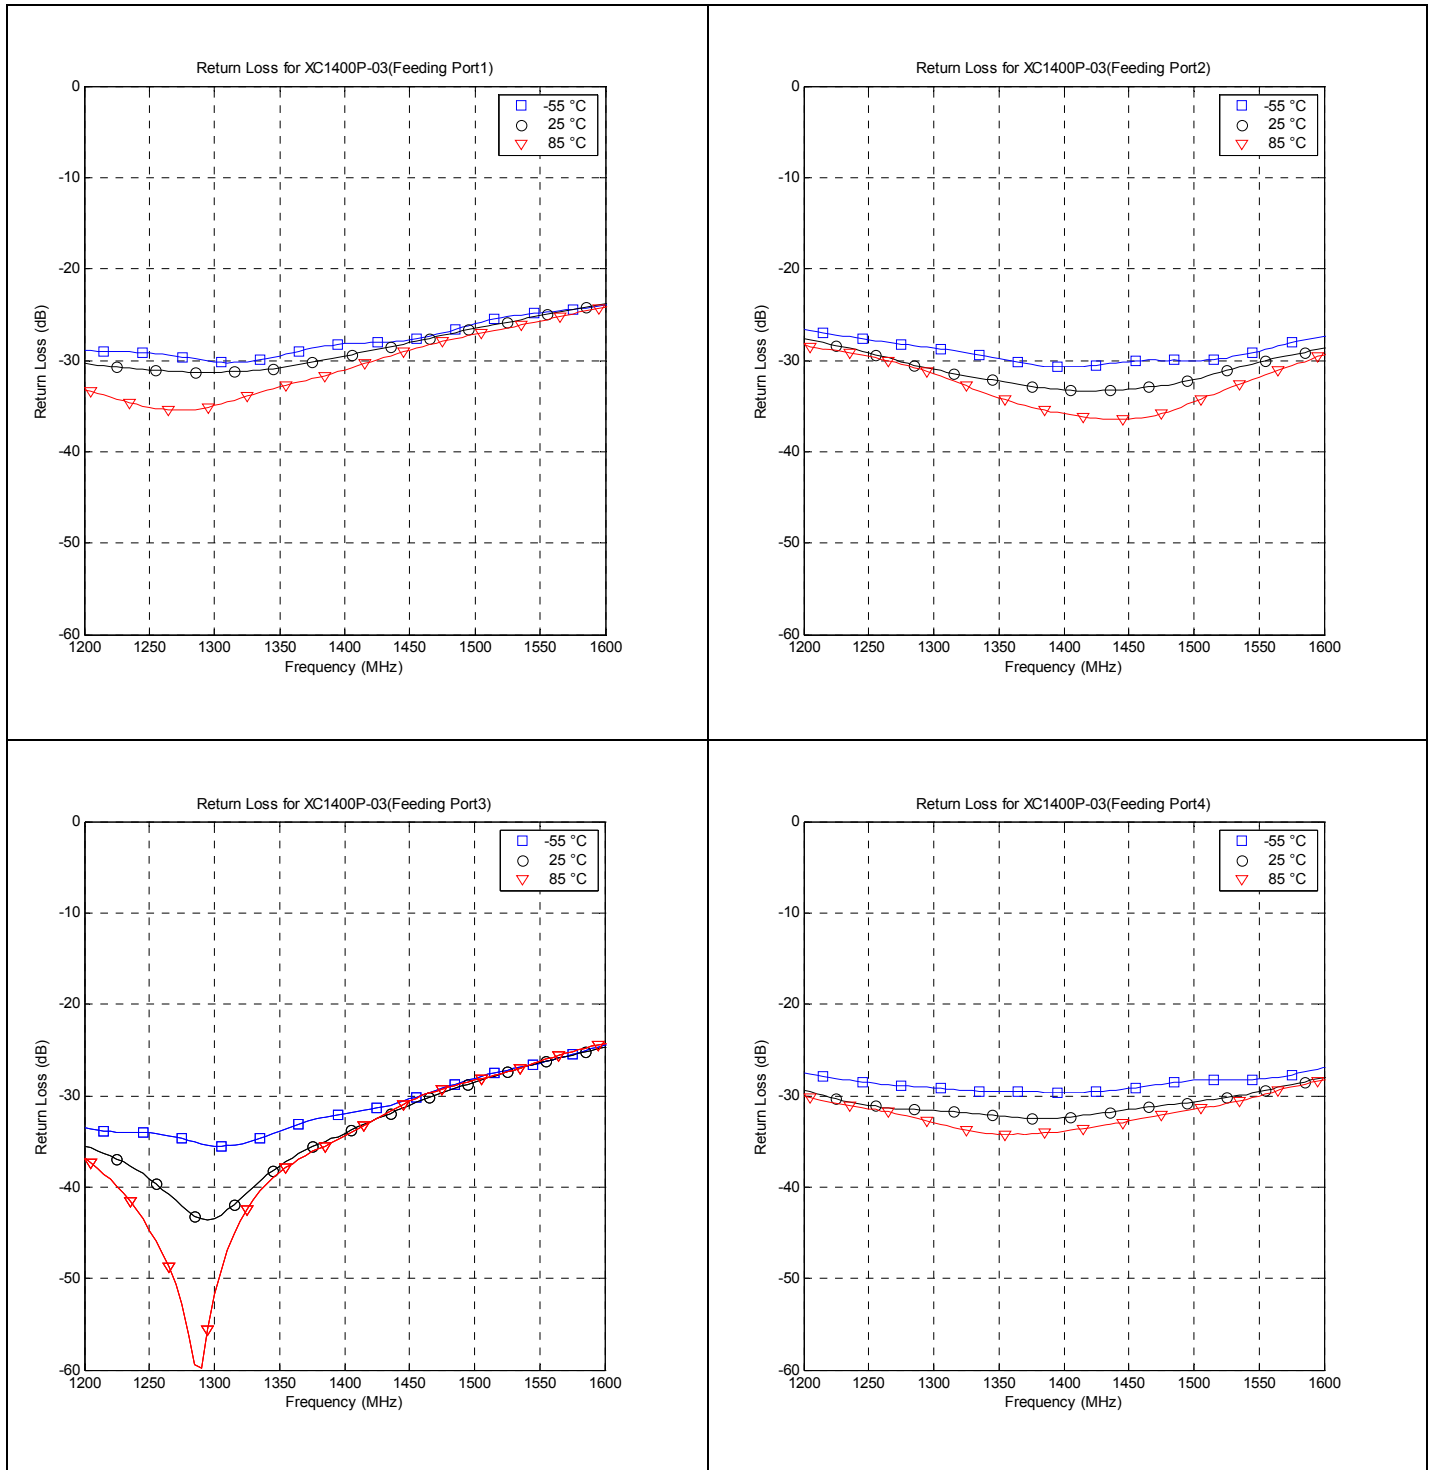 Return Loss for XC1400P-03(Feeding Port1)
0
-10
-20
-30
-40
-50
-60
Return Loss (dB)
-55 °C
25 °C
85 °C
1200 1250 1300 1350 1400 1450 1500 1550 1600
Frequency (MHz)
Return Loss for XC1400P-03(Feeding Port2)
0
-10
-20
-30
-40
-50
-60
Return Loss (dB)
-55 °C
25 °C
85 °C
1200 1250 1300 1350 1400 1450 1500 1550 1600
Frequency (MHz)
Return Loss for XC1400P-03(Feeding Port3)
0
-10
-20
-30
-40
-50
-60
Return Loss (dB)
-55 °C
25 °C
85 °C
1200 1250 1300 1350 1400 1450 1500 1550 1600
Frequency (MHz)
Return Loss for XC1400P-03(Feeding Port4)
0
-10
-20
-30
-40
-50
-60
Return Loss (dB)
-55 °C
25 °C
85 °C
1200 1250 1300 1350 1400 1450 1500 1550 1600
Frequency (MHz)